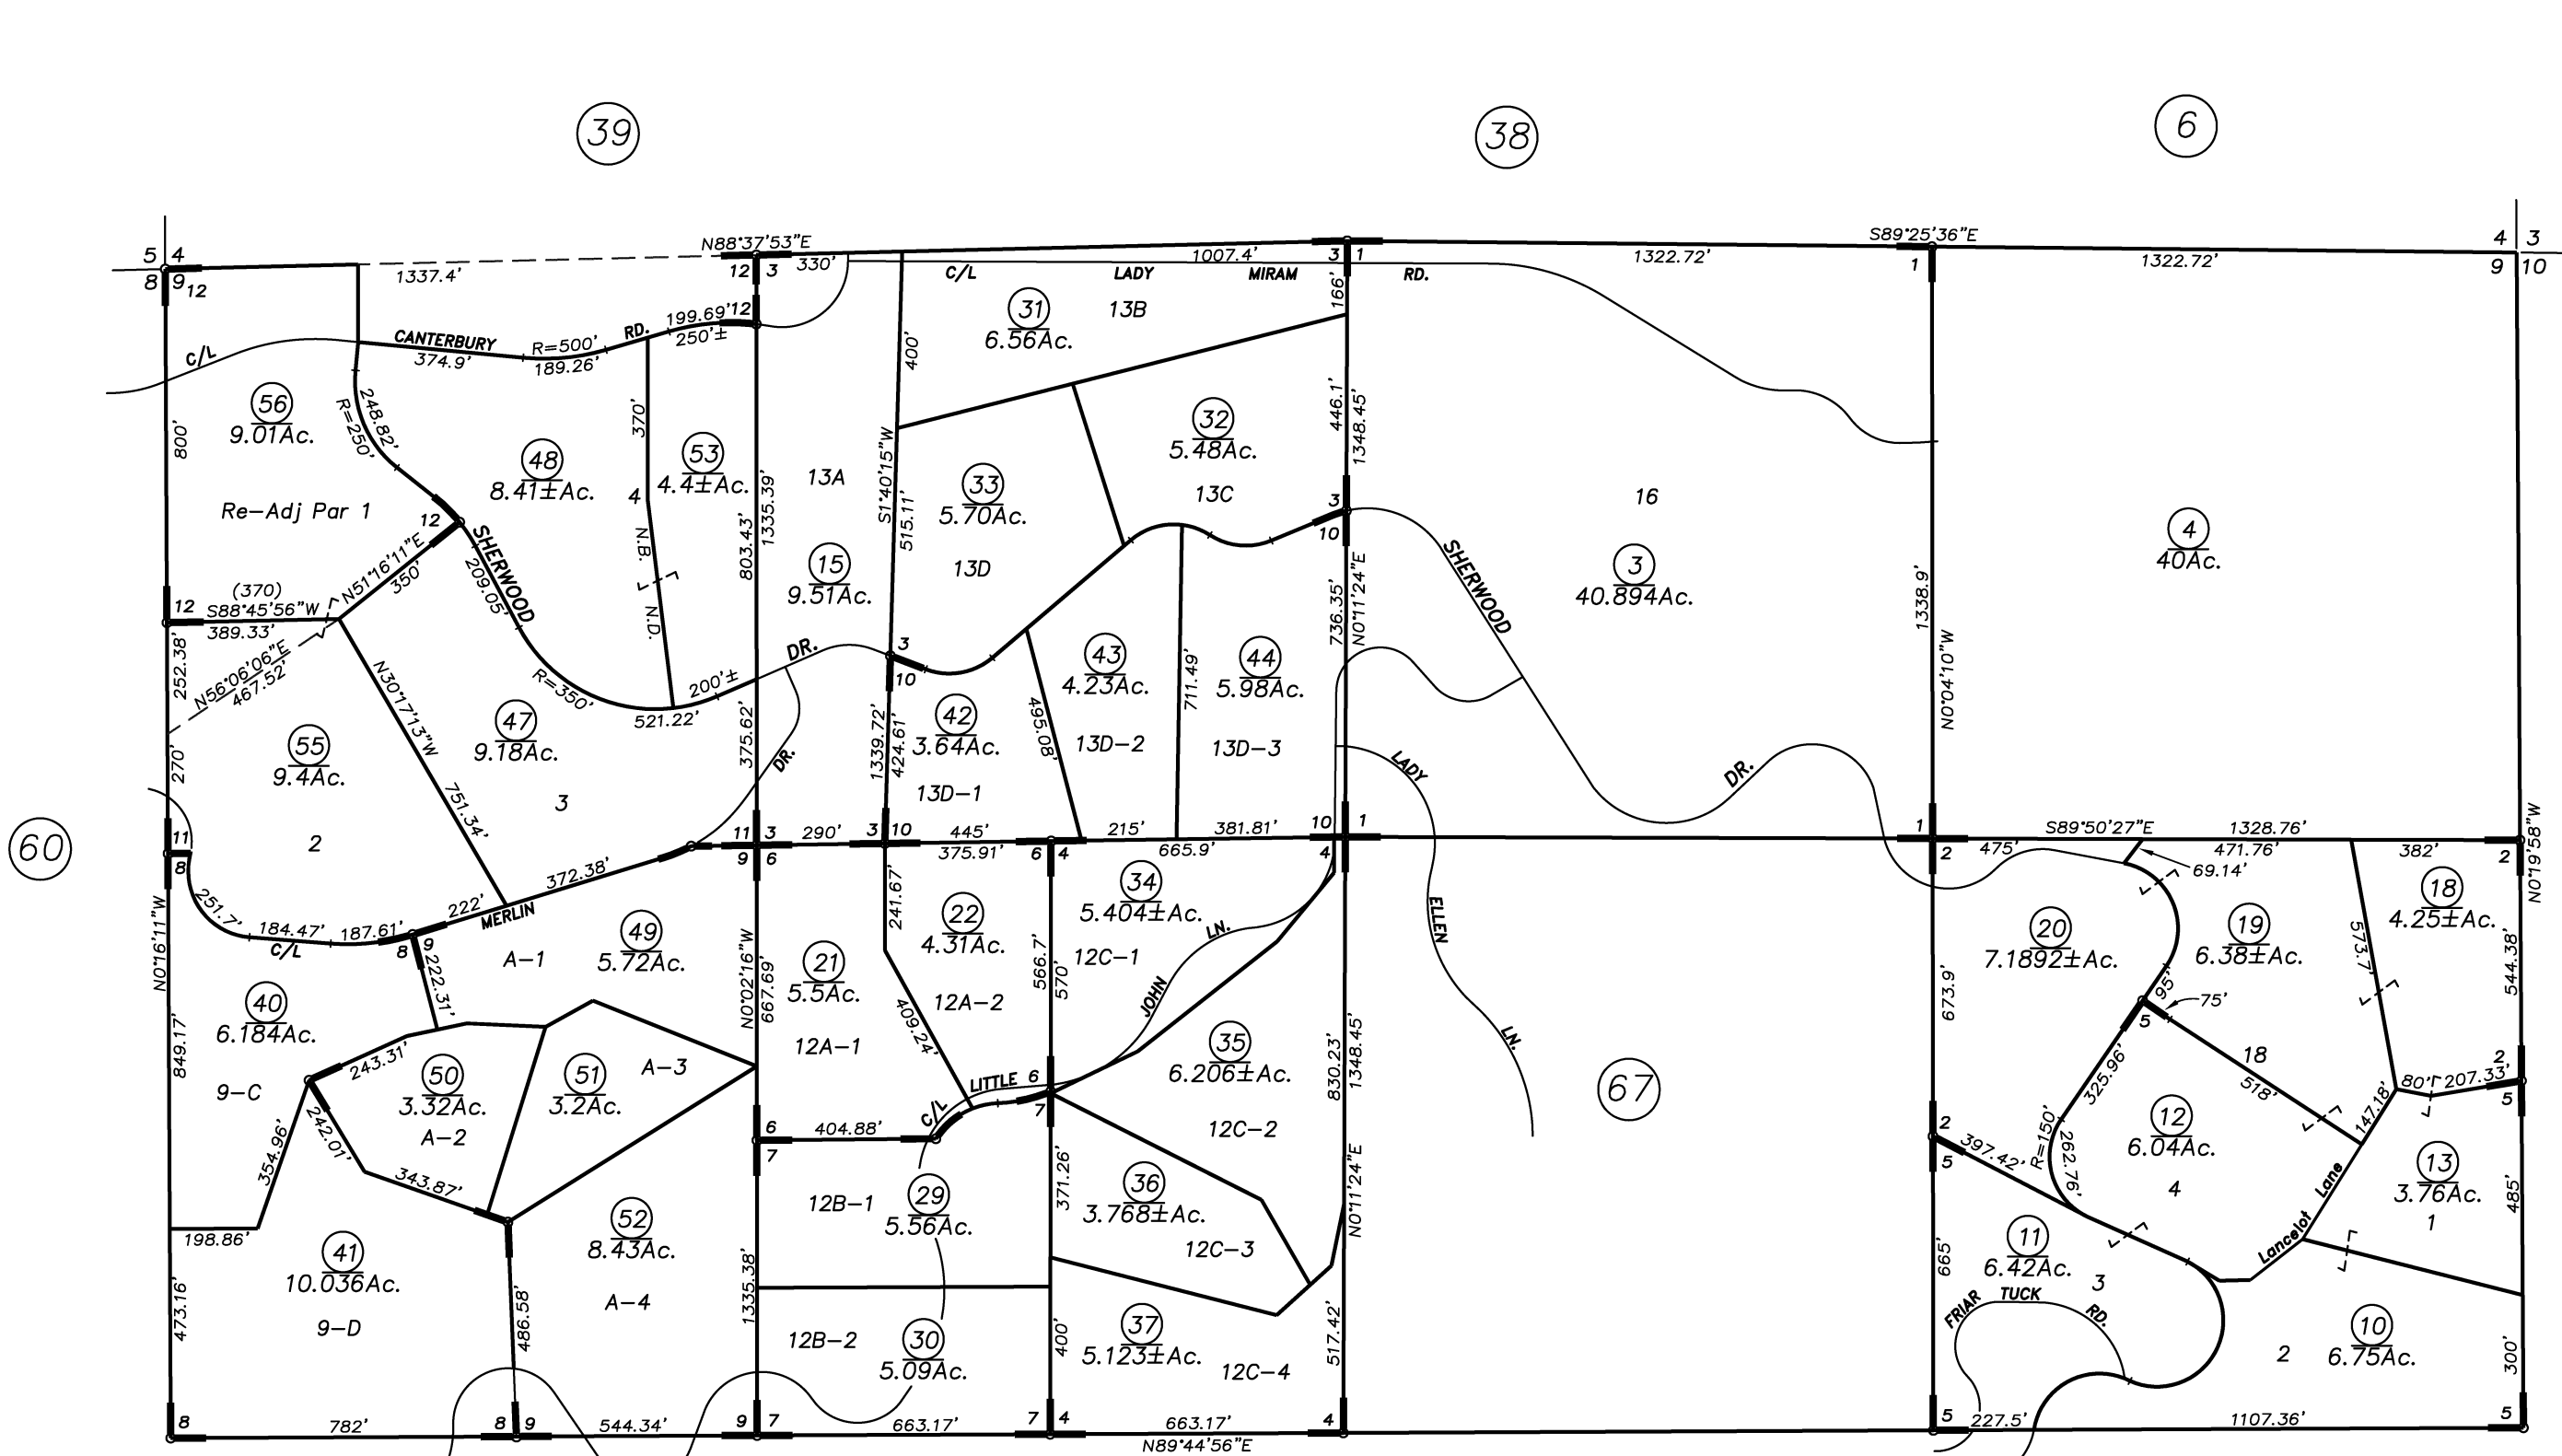 39
38
6
N88°37'53"E
S89°25'36"E
5 4
8 9
12
1337.4'
12 3
330'
1007.4'
3 1
1322.72'
1
1322.72'
4 3
9 10
C/L LADY MIRAM RD.
166'
C/L CANTERBURY RD.
374.9'
R=500'
189.26'
199.69'
250'±
12
31
6.56Ac.
13B
400'
800'
56
9.01Ac.
R=250'
248.82'
Re-Adj Par 1
48
8.41±Ac.
370'
4
N.B.
N.D.
53
4.4±Ac.
803.43'
1335.39'
13A
15
9.51Ac.
S1°40'15"W
515.11'
33
5.70Ac.
13D
32
5.48Ac.
13C
446.1'
1348.45'
3
10
16
3
40.894Ac.
4
40Ac.
1338.9'
N0°04'10"W
12
SHERWOOD
209.05'
N51°16'11"E
350'
(370)
12
S88°45'56"W
389.33'
252.38'
N56°06'06"E
467.52'
270'
55
9.4Ac.
2
N30°17'13"W
751.34'
47
9.18Ac.
3
R=350'
521.22'
200'±
DR.
375.62'
DR.
3
10
1339.72'
424.61'
42
3.64Ac.
13D-1
495.08'
43
4.23Ac.
13D-2
711.49'
44
5.98Ac.
13D-3
736.35'
N0°11'24"E
SHERWOOD
DR.
LADY
ELLEN
LN.
60
11
8
N0°16'11"W
251.7'
184.47'
C/L
187.61'
222'
MERLIN
372.38'
11 3
9 6
290'
3 10
445'
375.91'
6 4
215'
665.9'
381.81'
10 1
4
1
2
475'
S89°50'27"E
1328.76'
471.76'
69.14'
382'
2
N0°19'58"W
8
9
222.31'
A-1
49
5.72Ac.
40
6.184Ac.
9-C
849.17'
243.31'
354.96'
242.01'
50
3.32Ac.
A-2
51
3.2Ac.
A-3
343.87'
198.86'
41
10.036Ac.
9-D
473.16'
52
8.43Ac.
A-4
486.58'
N0°02'16"W
667.69'
21
5.5Ac.
12A-1
241.67'
22
4.31Ac.
12A-2
409.24'
566.7'
570'
34
5.404±Ac.
12C-1
C/L LITTLE JOHN LN.
6
7
6
7
404.88'
35
6.206±Ac.
12C-2
830.23'
1348.45'
N0°11'24"E
12B-1
29
5.56Ac.
371.26'
36
3.768±Ac.
12C-3
1335.38'
12B-2
30
5.09Ac.
400'
37
5.123±Ac.
12C-4
517.42'
67
20
7.1892±Ac.
673.9'
19
6.38±Ac.
95'
75'
573.7'
18
4.25±Ac.
544.38'
5
325.96'
18
518'
2
5
80'
207.33'
147.18'
12
6.04Ac.
4
R=150'
262.76'
2
5
397.42'
Lancelot Lane
13
3.76Ac.
1
485'
11
6.42Ac.
3
665'
FRIAR TUCK RD.
2
10
6.75Ac.
300'
8
782'
8 9
544.34'
9 7
663.17'
7 4
663.17'
4
N89°44'56"E
5
227.5'
1107.36'
5